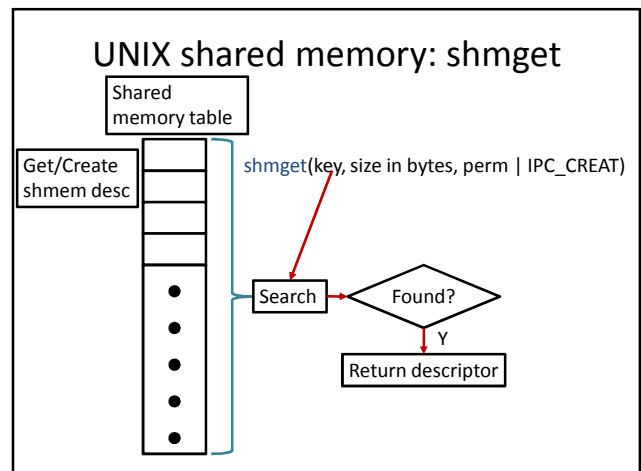 UNIX shared memory: shmget
Shared
memory table
Get/Create
shmem desc
shmget(key, size in bytes, perm | IPC_CREAT)
Search
Found?
Y
Return descriptor